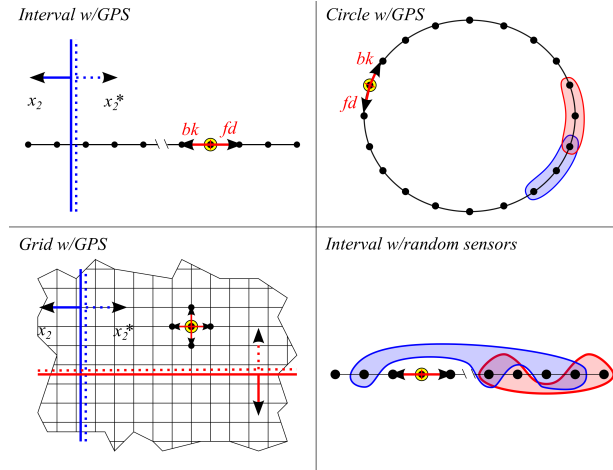 Interval w/GPS
x2
x2*
bk
fd
Circle w/GPS
bk
fd
Grid w/GPS
x2
x2*
Interval w/random sensors